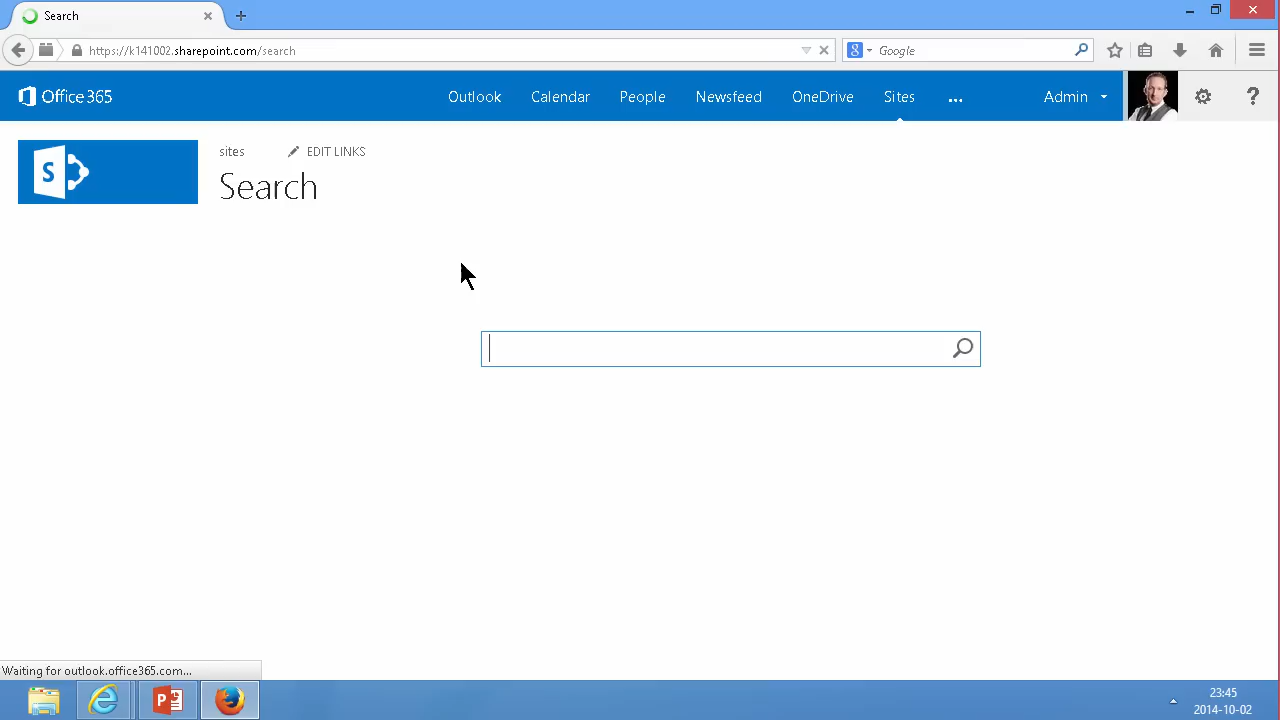 Search
https://k141002.sharepoint.com/search
Google
Office 365
Outlook
Calendar
People
Newsfeed
OneDrive
Sites
...
Admin
?
S
sites
EDIT LINKS
Search
Waiting for outlook.office365.com...
23:45
2014-10-02